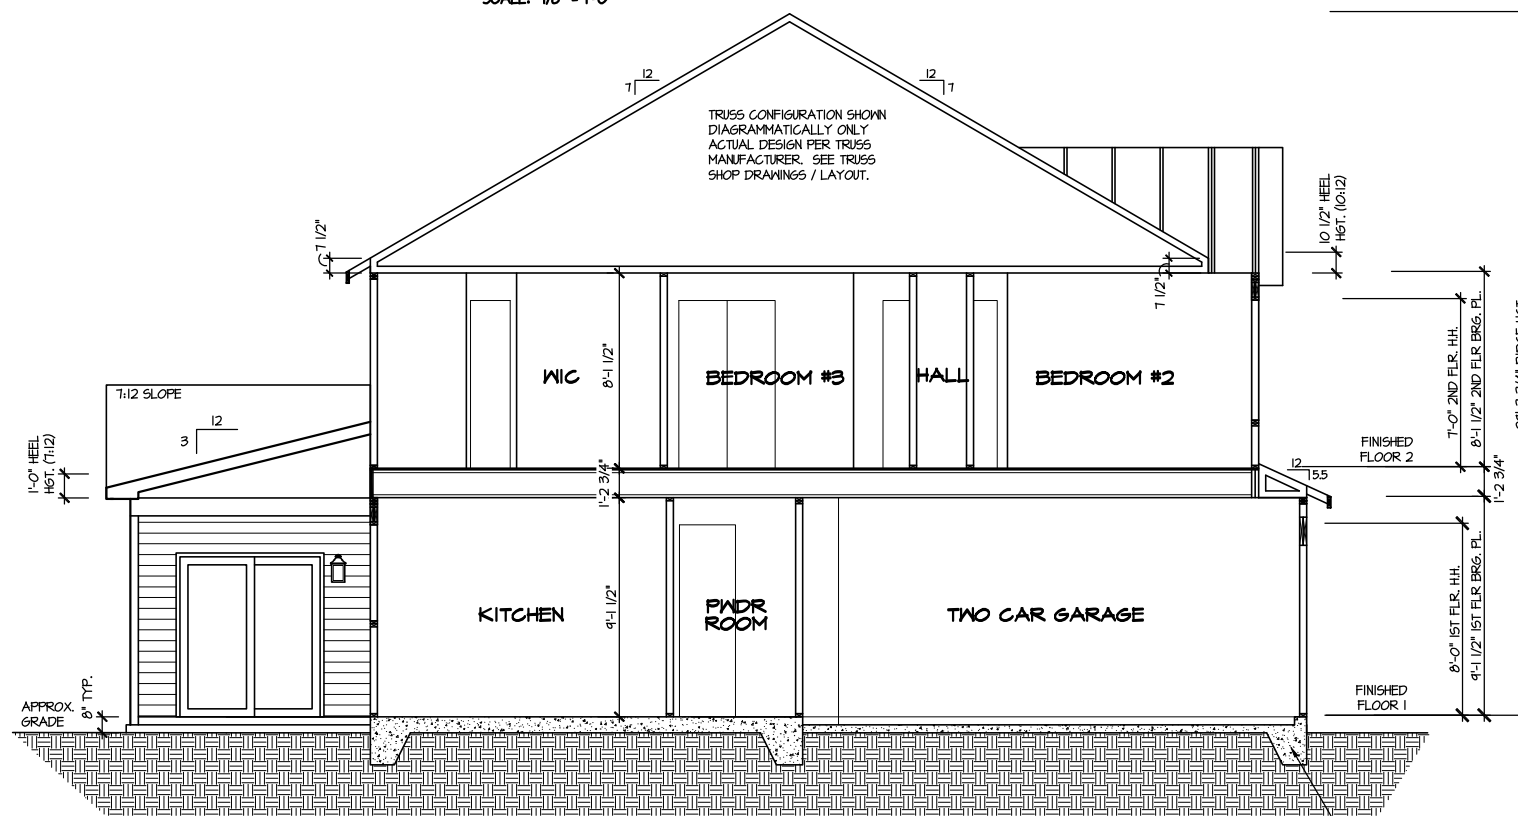 12
7
12
7
TRUSS CONFIGURATION SHOWN
DIAGRAMMATICALLY ONLY
ACTUAL DESIGN PER TRUSS
MANUFACTURER. SEE TRUSS
SHOP DRAWINGS / LAYOUT.
7 1/2"
10 1/2" HEEL
HGT. (10:12)
7 1/2"
WIC
8'-1 1/2"
BEDROOM #3
HALL
BEDROOM #2
7'-0" 2ND FLR. H.H.
8'-1 1/2" 2ND FLR BRG. PL.
7:12 SLOPE
12
3
1'-0" HEEL
HGT. (7:12)
FINISHED
FLOOR 2
12
5.5
1'-2 3/4"
1'-2 3/4"
KITCHEN
9'-1 1/2"
PWDR
ROOM
TWO CAR GARAGE
8'-0" 1ST FLR. H.H.
9'-1 1/2" 1ST FLR BRG. PL.
APPROX.
GRADE
8" TYP.
FINISHED
FLOOR 1